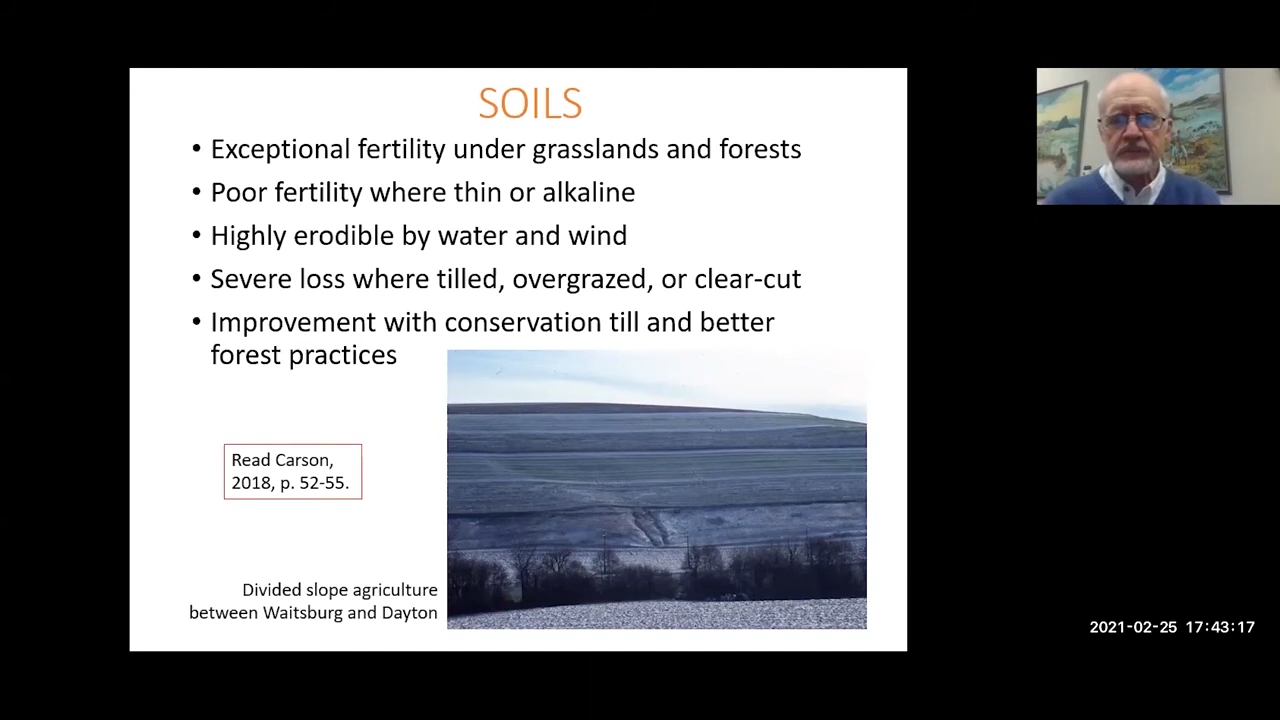 SOILS
• Exceptional fertility under grasslands and forests
• Poor fertility where thin or alkaline
• Highly erodible by water and wind
• Severe loss where tilled, overgrazed, or clear-cut
• Improvement with conservation till and better
forest practices
Read Carson,
2018, p. 52-55.
Divided slope agriculture
between Waitsburg and Dayton
2021-02-25 17:43:17